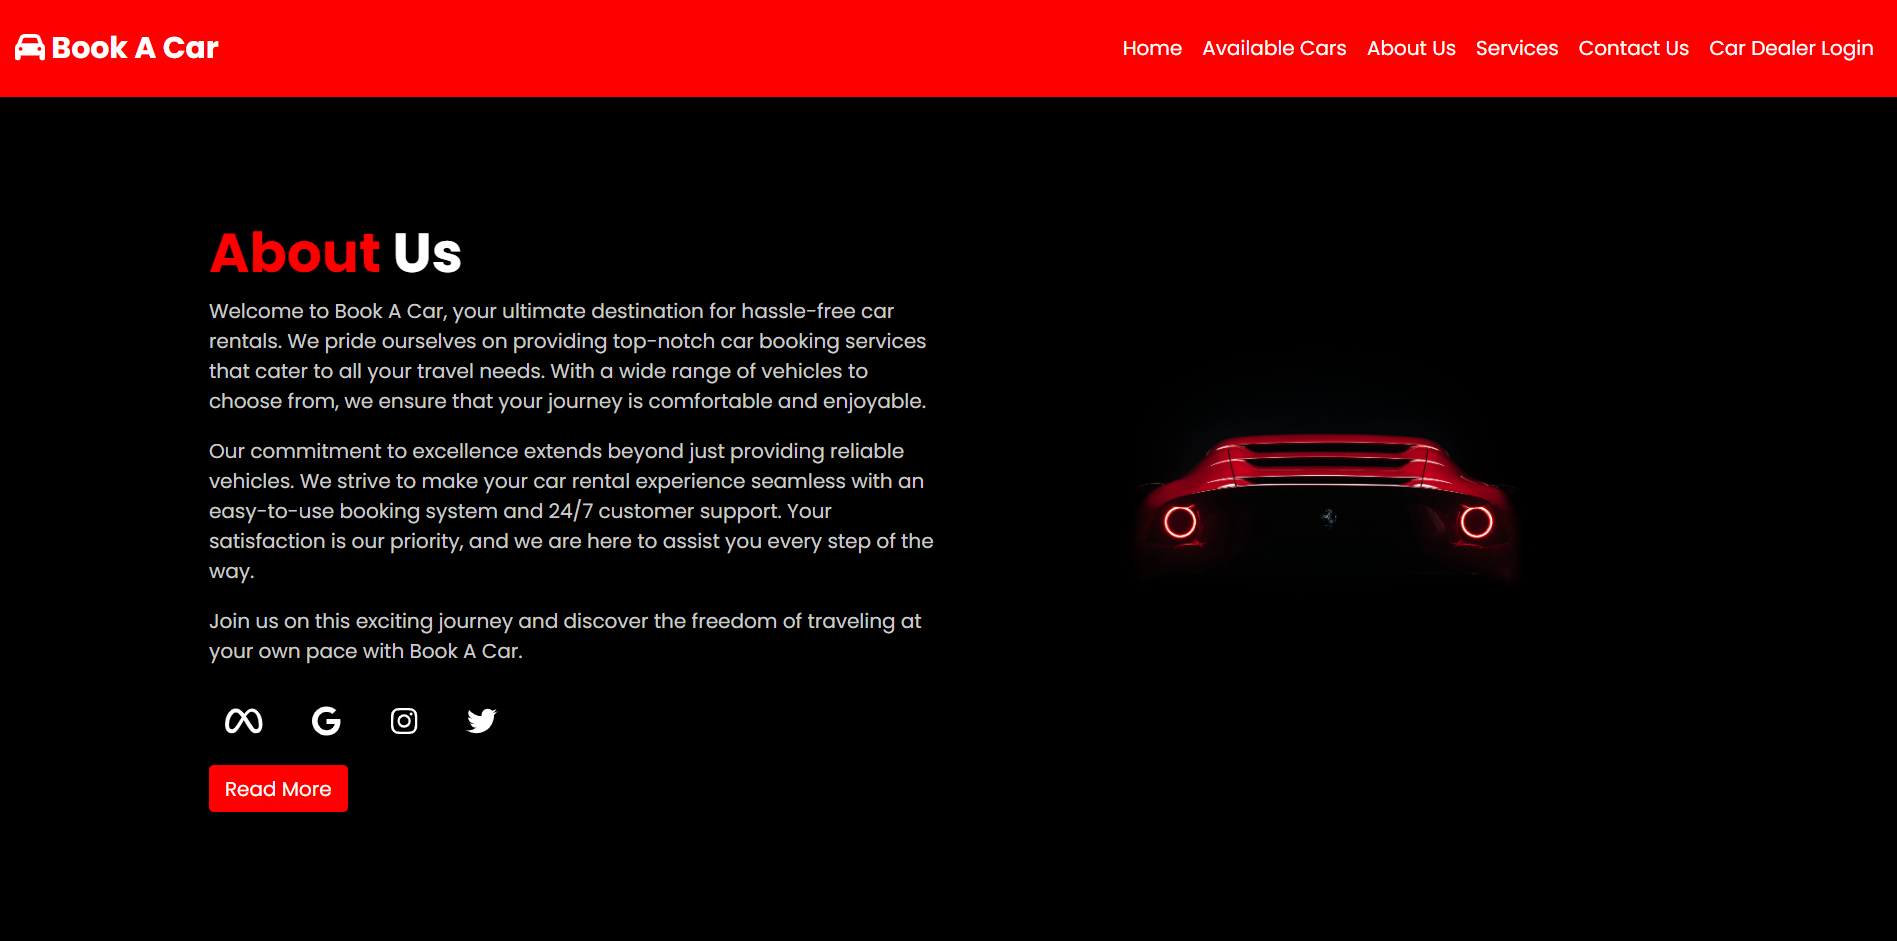 Book A Car
Home Available Cars About Us Services Contact Us Car Dealer Login
About Us
Welcome to Book A Car, your ultimate destination for hassle-free car
rentals. We pride ourselves on providing top-notch car booking services
that cater to all your travel needs. With a wide range of vehicles to
choose from, we ensure that your journey is comfortable and enjoyable.
Our commitment to excellence extends beyond just providing reliable
vehicles. We strive to make your car rental experience seamless with an
easy-to-use booking system and 24/7 customer support. Your
satisfaction is our priority, and we are here to assist you every step of the
way.
Join us on this exciting journey and discover the freedom of traveling at
your own pace with Book A Car.
Read More